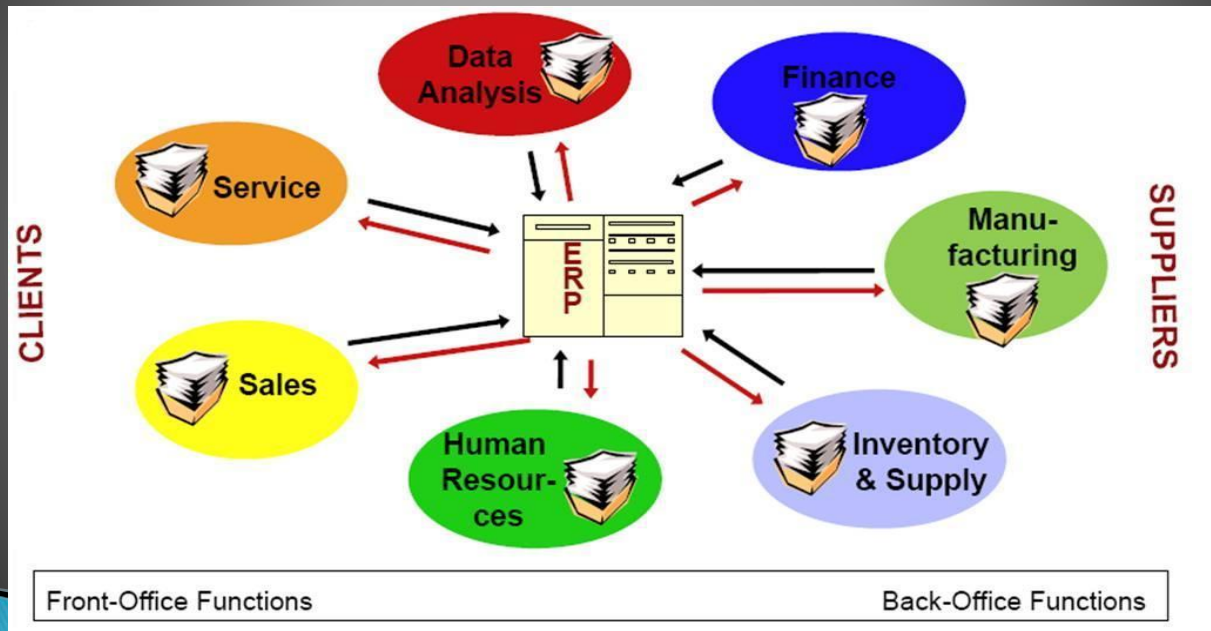 Data
Analysis
Finance
Service
Manu-
facturing
CLIENTS
SUPPLIERS
ERP
Sales
Human
Resour-
ces
Inventory
& Supply
Front-Office Functions
Back-Office Functions